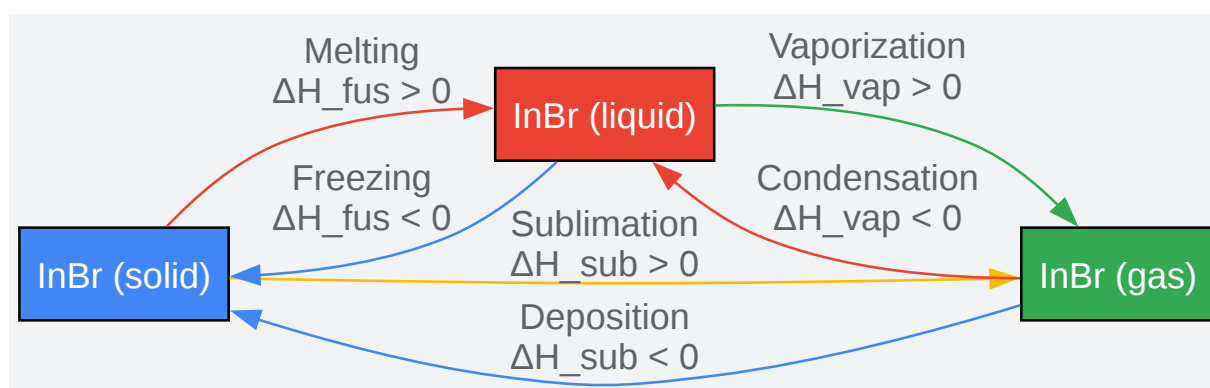 Melting
ΔH_fus > 0
Vaporization
ΔH_vap > 0
InBr (liquid)
Freezing
ΔH_fus < 0
Condensation
ΔH_vap < 0
Sublimation
ΔH_sub > 0
InBr (solid)
InBr (gas)
Deposition
ΔH_sub < 0